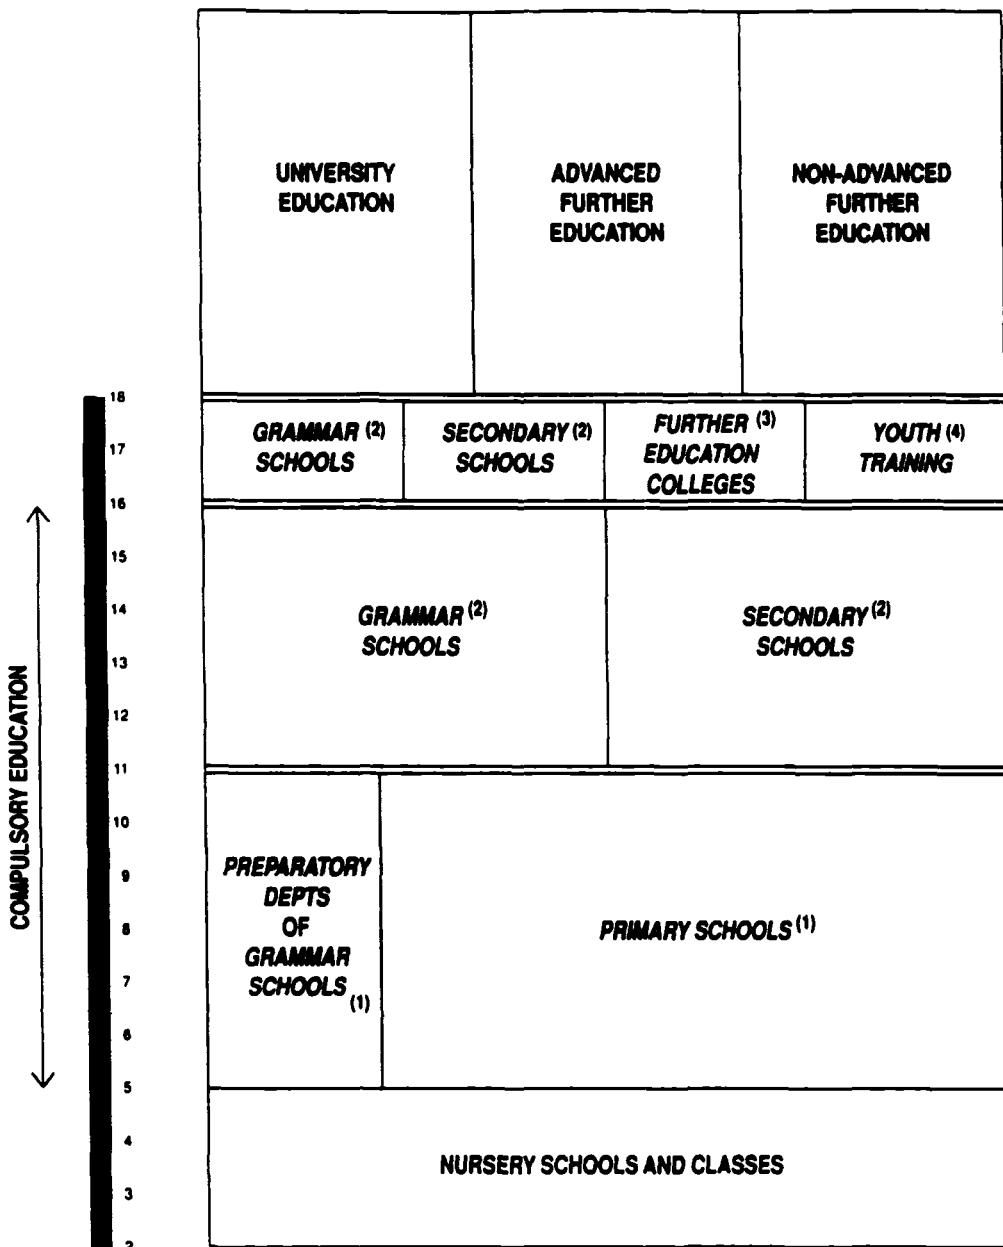 UNIVERSITY
EDUCATION
ADVANCED
FURTHER
EDUCATION
NON-ADVANCED
FURTHER
EDUCATION
18
17
16
GRAMMAR (2)
SCHOOLS
SECONDARY (2)
SCHOOLS
FURTHER (3)
EDUCATION
COLLEGES
YOUTH (4)
TRAINING
COMPULSORY EDUCATION
15
14
13
12
11
GRAMMAR (2)
SCHOOLS
SECONDARY (2)
SCHOOLS
10
9
8
7
6
5
PREPARATORY
DEPTS
OF
GRAMMAR
SCHOOLS (1)
PRIMARY SCHOOLS (1)
4
3
NURSERY SCHOOLS AND CLASSES